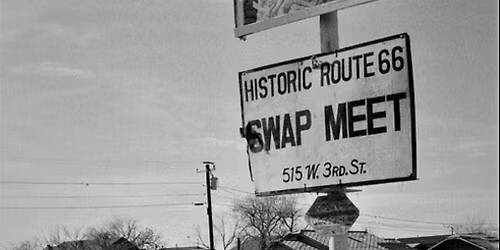 HISTORIC ROUTE 66
SWAP MEET
515 W. 3RD. ST.